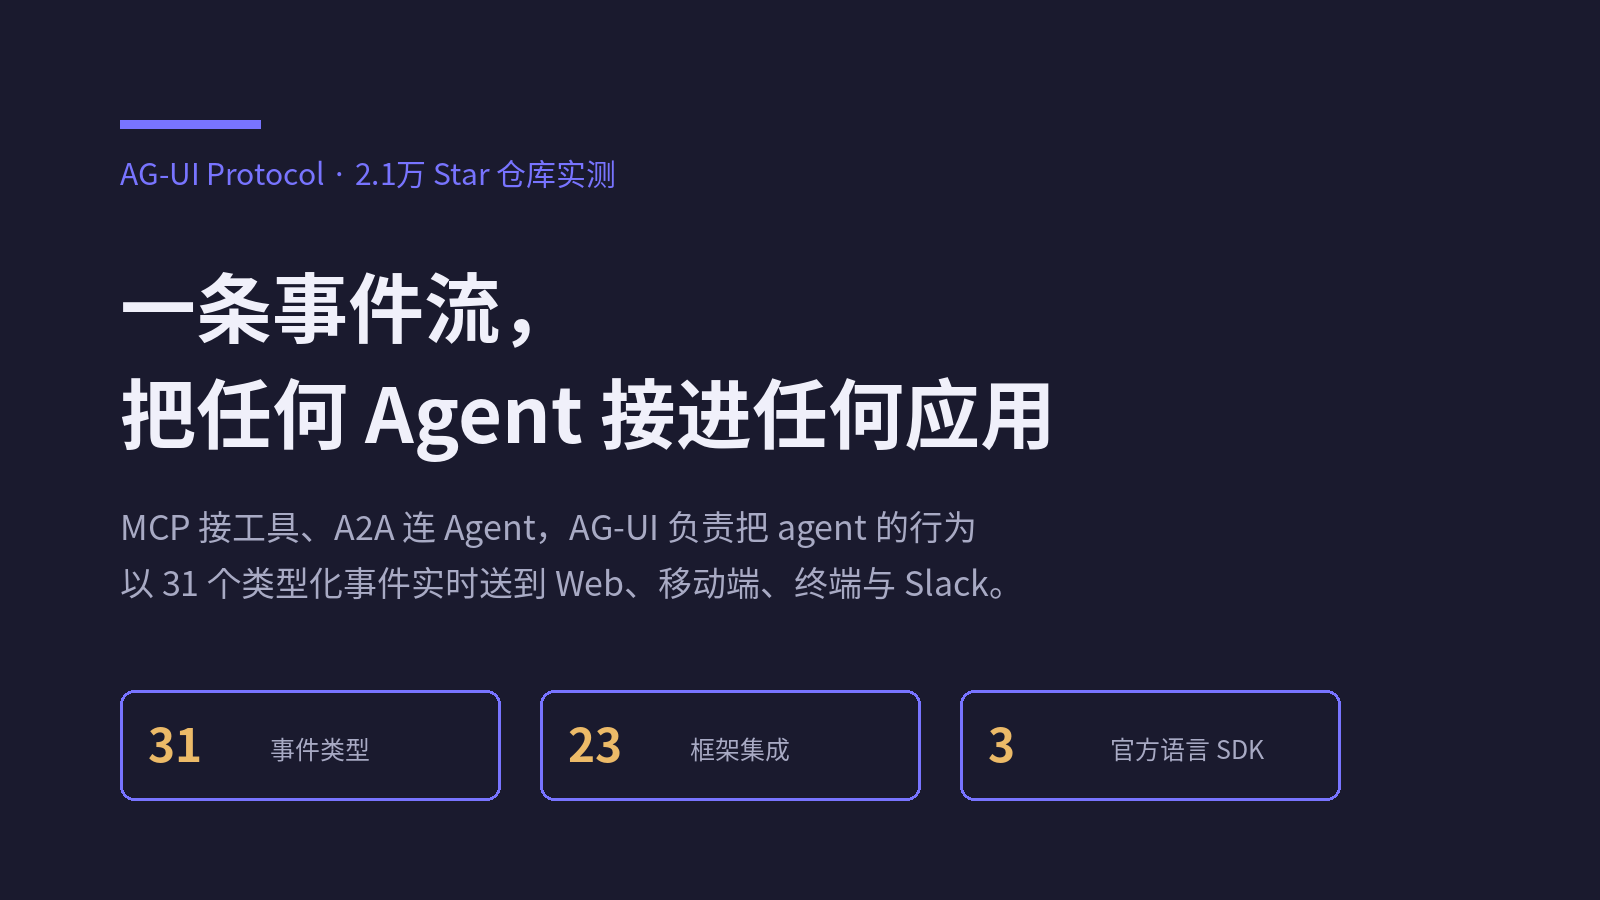 AG-UI Protocol · 2.1万 Star 仓库实测
一条事件流，
把任何 Agent 接进任何应用
MCP 接工具、A2A 连 Agent，AG-UI 负责把 agent 的行为
以 31 个类型化事件实时送到 Web、移动端、终端与 Slack。
31 事件类型
23 框架集成
3 官方语言 SDK